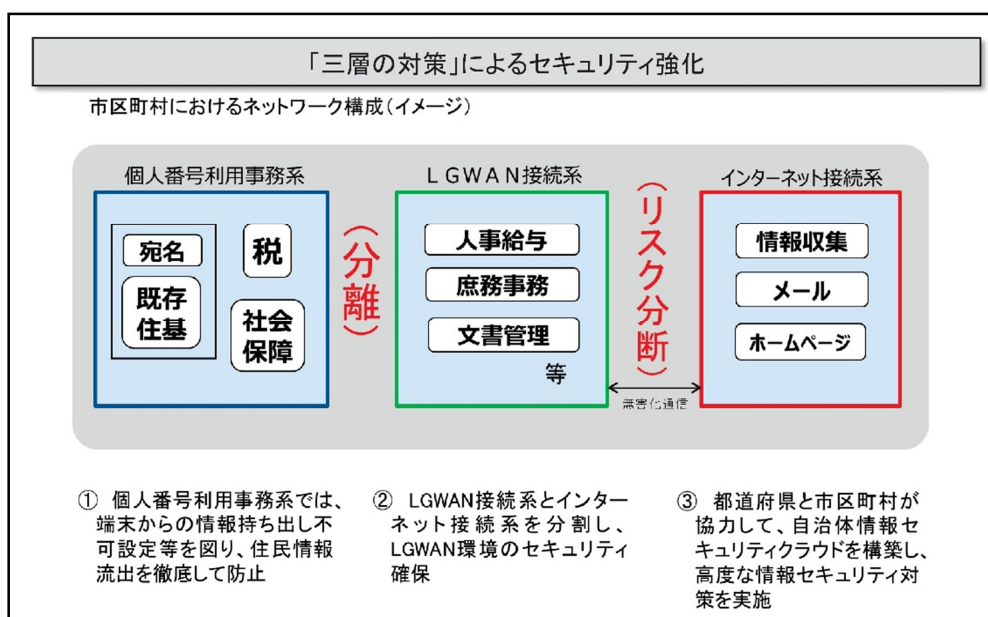 「三層の対策」によるセキュリティ強化
市区町村におけるネットワーク構成(イメージ)
個人番号利用事務系
宛名
既存
住基
税
社会
保障
(分離)
LGWAN接続系
人事給与
庶務事務
文書管理
等
(リスク分断)
無害化通信
インターネット接続系
情報収集
メール
ホームページ
① 個人番号利用事務系では、
端末からの情報持ち出し不
可設定等を図り、住民情報
流出を徹底して防止
② LGWAN接続系とインター
ネット接続系を分割し、
LGWAN環境のセキュリティ
確保
③ 都道府県と市区町村が
協力して、自治体情報セ
キュリティクラウドを構築し、
高度な情報セキュリティ対
策を実施